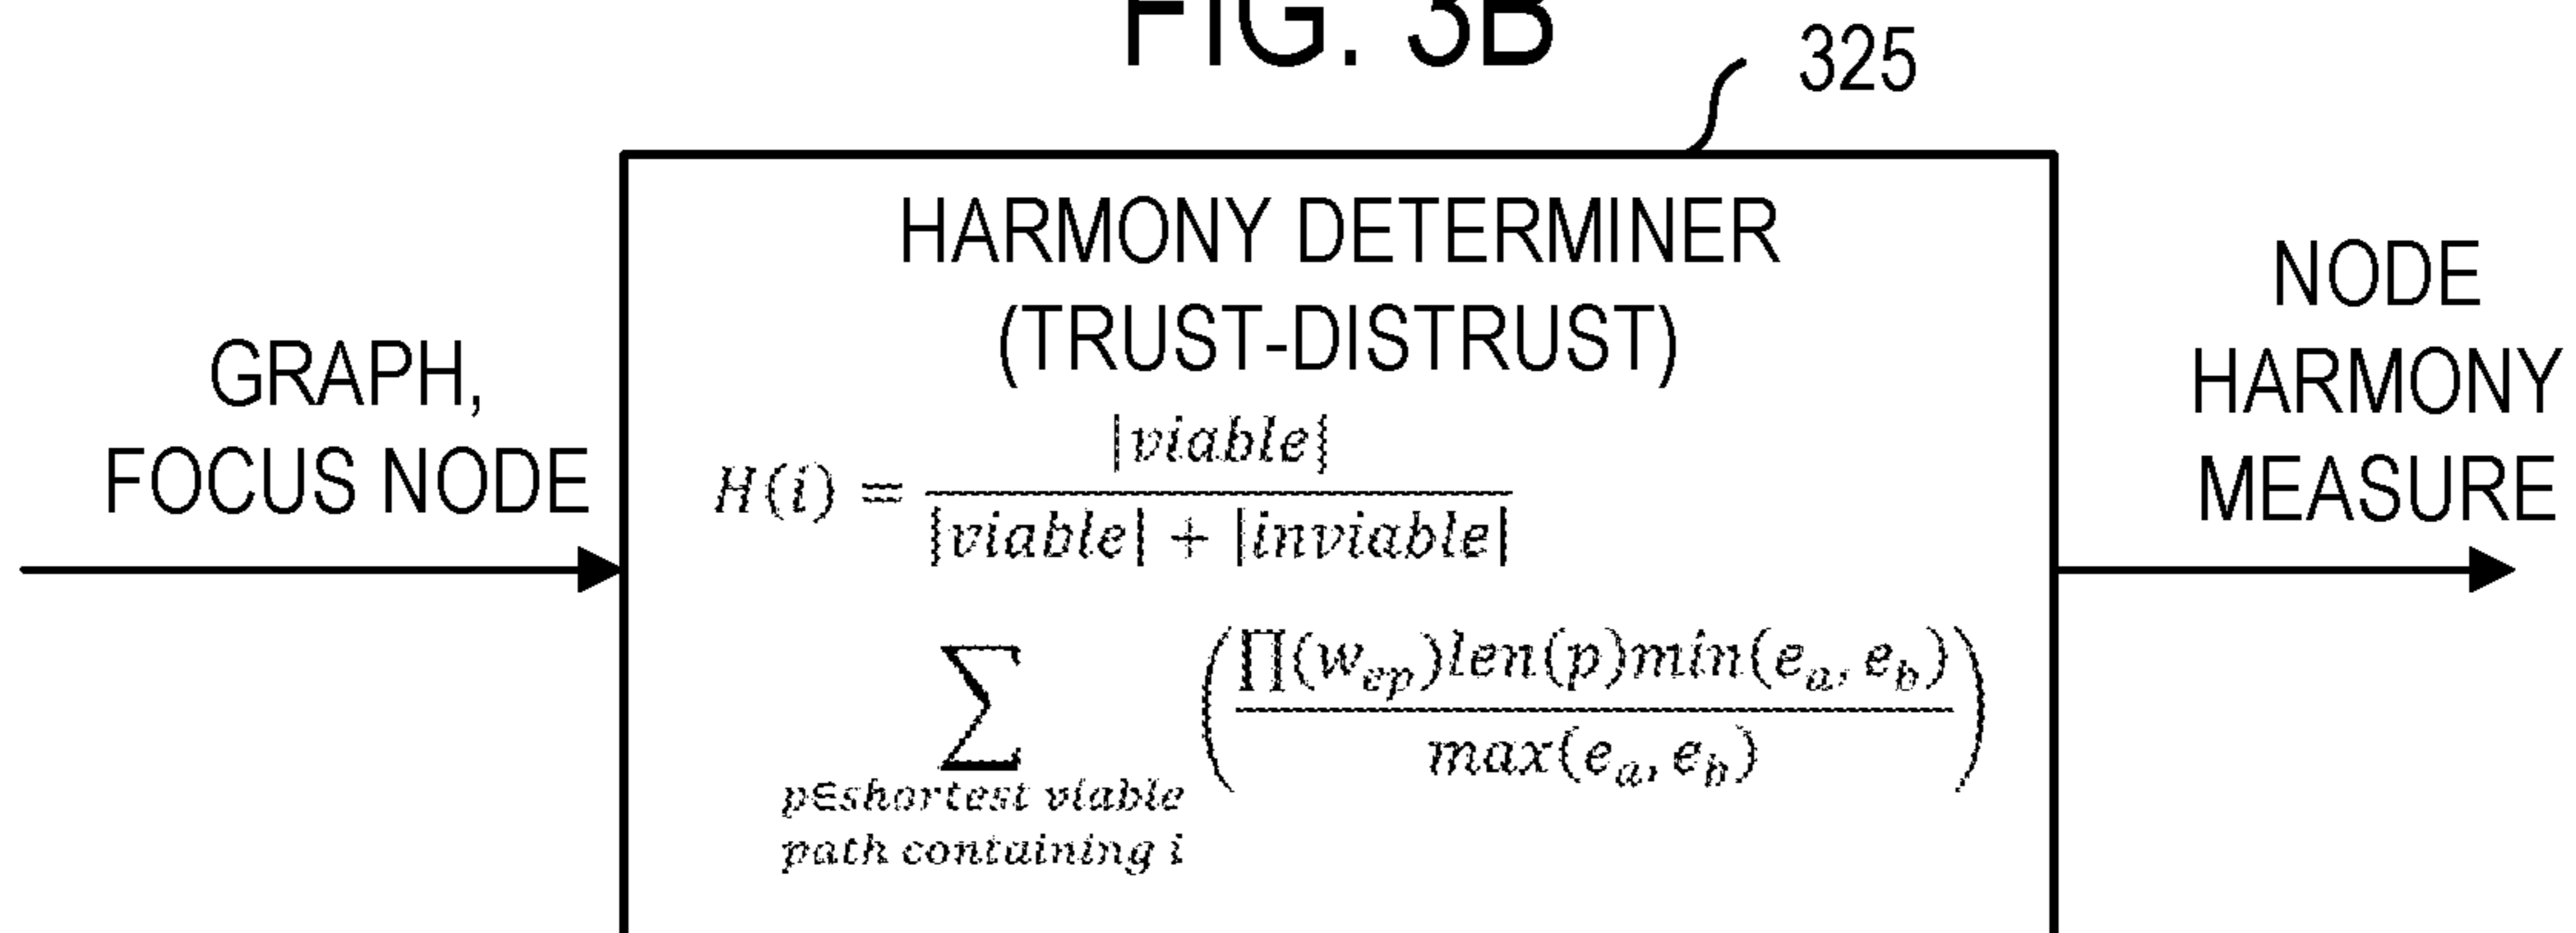 FIG. 3B
325
HARMONY DETERMINER
(TRUST-DISTRUST)
GRAPH,
FOCUS NODE
H(i) = |viable| / |viable| + |inviable|
∑ p∈shortest viable
path containing i
(∏(w_ep)len(p)min(e_a, e_b) / max(e_a, e_b))
NODE
HARMONY
MEASURE